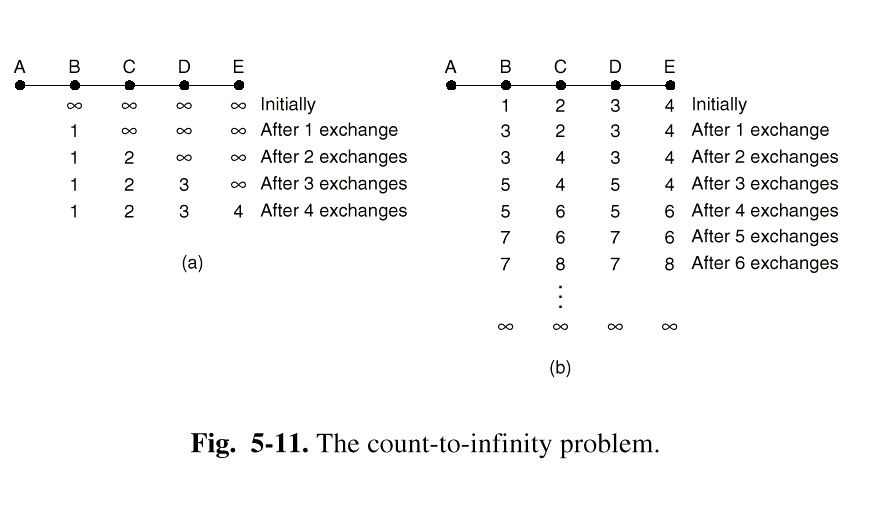 A B C D E
∞ ∞ ∞ ∞ Initially
1 ∞ ∞ ∞ After 1 exchange
1 2 ∞ ∞ After 2 exchanges
1 2 3 ∞ After 3 exchanges
1 2 3 4 After 4 exchanges
(a)
A B C D E
1 2 3 4 Initially
3 2 3 4 After 1 exchange
3 4 3 4 After 2 exchanges
5 4 5 4 After 3 exchanges
5 6 5 6 After 4 exchanges
7 6 7 6 After 5 exchanges
7 8 7 8 After 6 exchanges
⋮
∞ ∞ ∞ ∞
(b)
Fig. 5-11. The count-to-infinity problem.